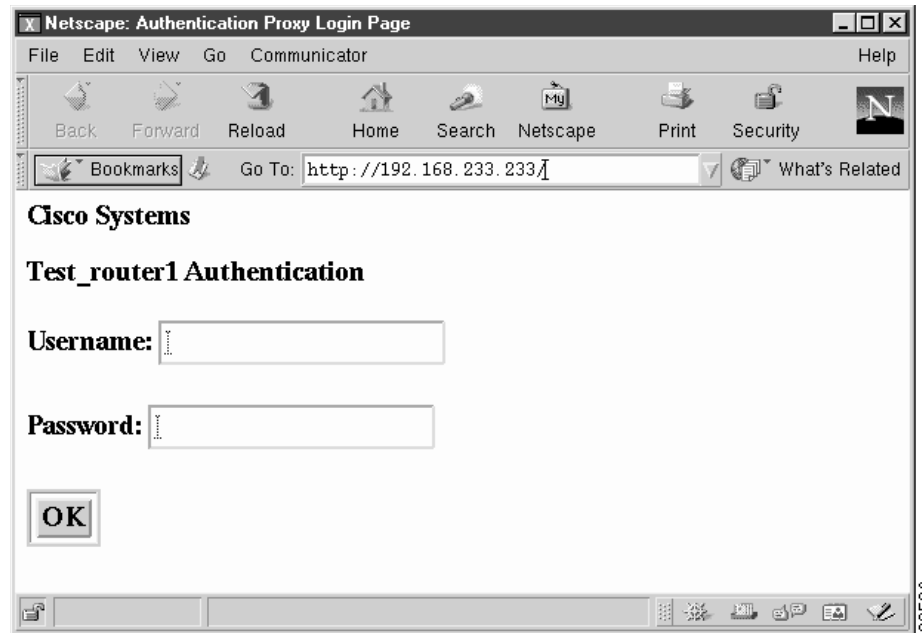 X Netscape: Authentication Proxy Login Page
File Edit View Go Communicator Help
Back Forward Reload Home Search Netscape Print Security
My
N
Bookmarks Go To: http://192.168.233.233/ What's Related
Cisco Systems
Test_router1 Authentication
Username:
Password:
OK